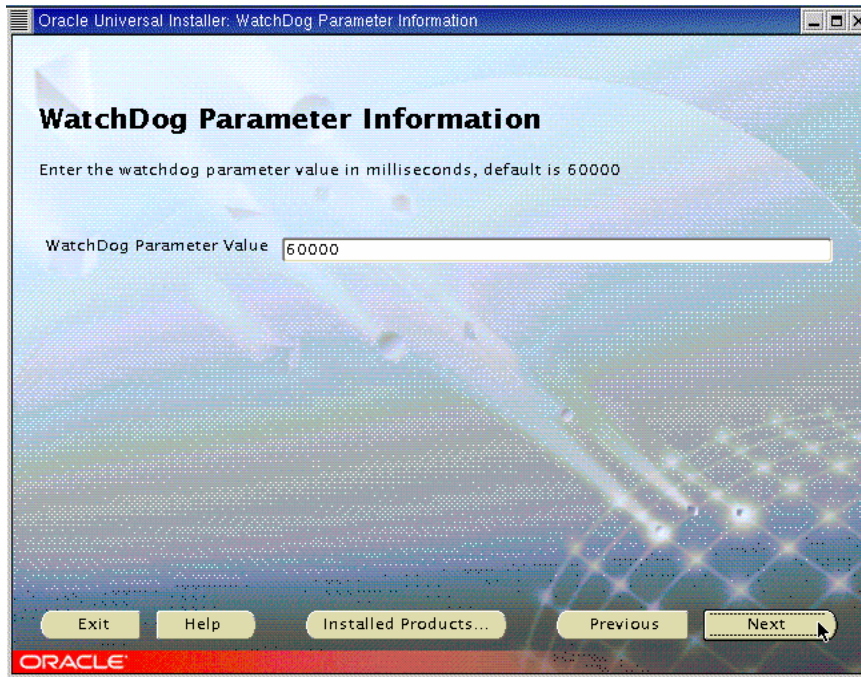 Oracle Universal Installer: WatchDog Parameter Information
WatchDog Parameter Information
Enter the watchdog parameter value in milliseconds, default is 60000
WatchDog Parameter Value 60000
Exit Help Installed Products... Previous Next
ORACLE